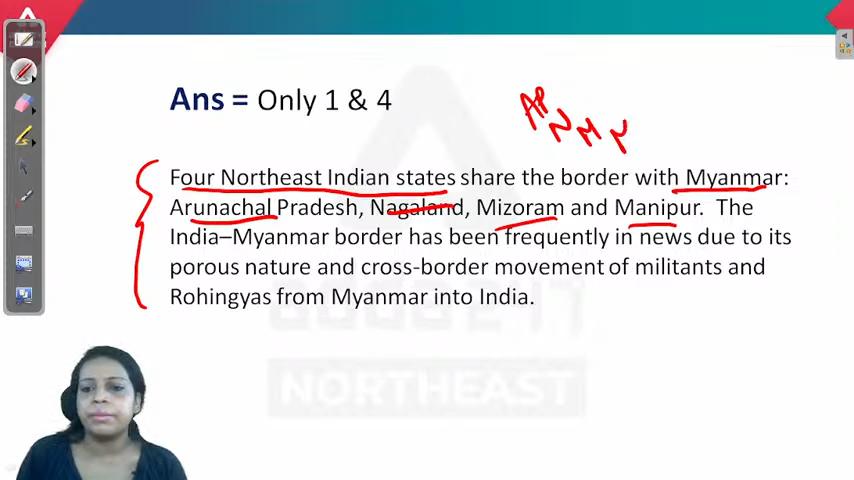 Ans = Only 1 & 4
AP
N
M
Four Northeast Indian states share the border with Myanmar:
Arunachal Pradesh, Nagaland, Mizoram and Manipur. The
India–Myanmar border has been frequently in news due to its
porous nature and cross-border movement of militants and
Rohingyas from Myanmar into India.
NORTHEAST